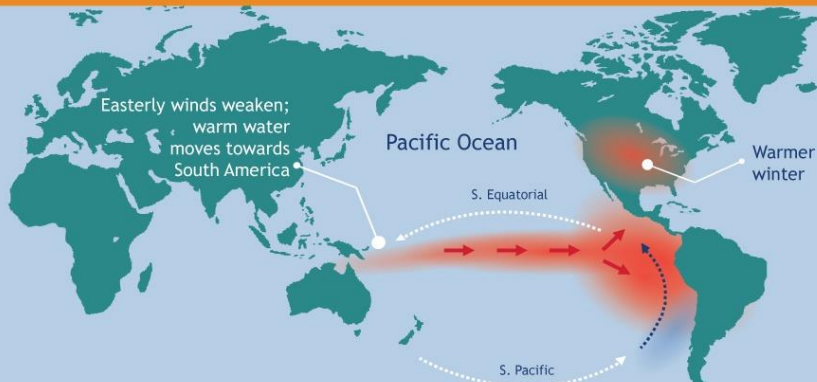 Easterly winds weaken;
warm water
moves towards
South America
Pacific Ocean
Warmer
winter
S. Equatorial
S. Pacific